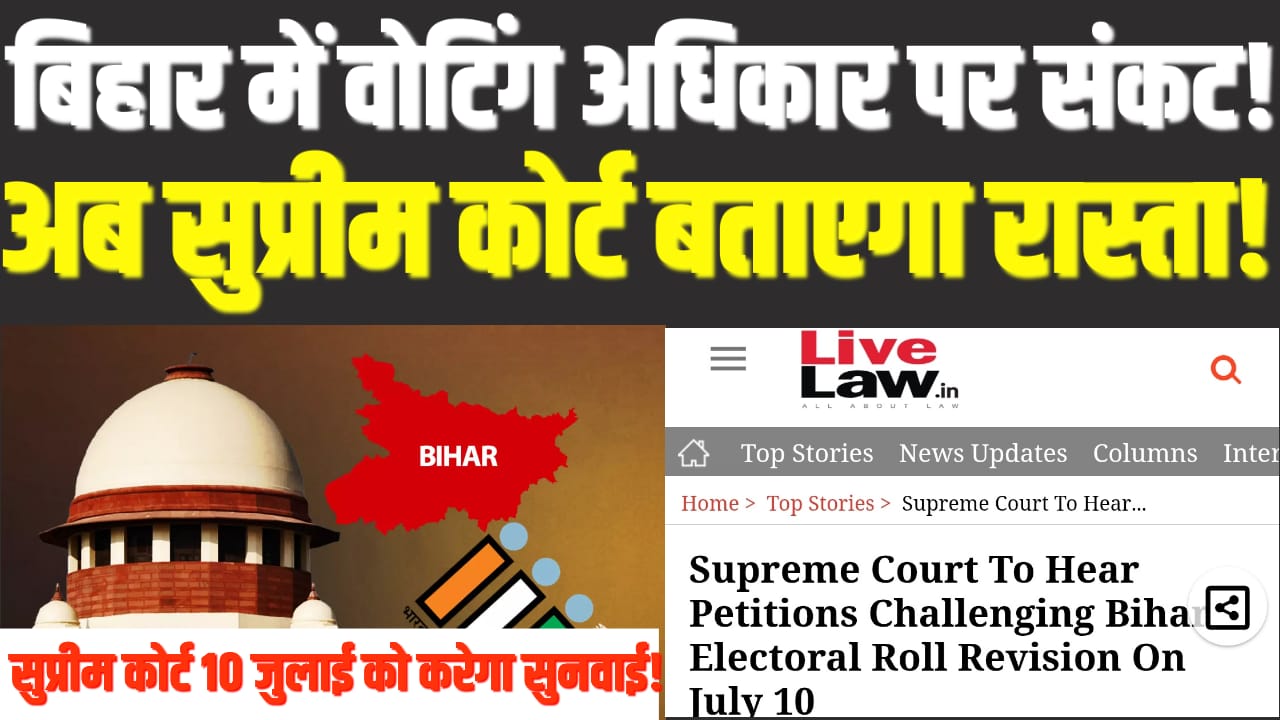 बिहार में वोटिंग अधिकार पर संकट!
अब सुप्रीम कोर्ट बताएगा रास्ता!
BIHAR
भारत
सुप्रीम कोर्ट 10 जुलाई को करेगा सुनवाई!
Live
Law.in
ALL ABOUT LAW
Top Stories News Updates Columns Inter
Home > Top Stories > Supreme Court To Hear...
Supreme Court To Hear
Petitions Challenging Bihar
Electoral Roll Revision On
July 10